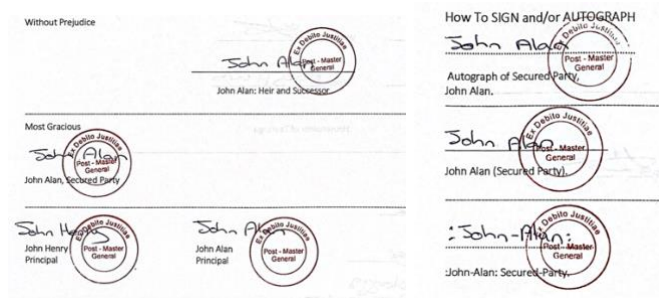 Without Prejudice
John Alan
Ex Debito Justitiae
Post - Master
General
John Alan: Heir and Successor
Most Gracious
John Alan
Ex Debito Justitiae
Post - Master
General
John Alan, Secured Party
John Henry
Ex Debito Justitiae
Post - Master
General
John Henry
Principal
John Alan
Ex Debito Justitiae
Post - Master
General
John Alan
Principal
How To SIGN and/or AUTOGRAPH
John Alan
Ex Debito Justitiae
Post - Master
General
Autograph of Secured Party,
John Alan.
John Alan
Ex Debito Justitiae
Post - Master
General
John Alan (Secured Party).
:John-Alan:
Ex Debito Justitiae
Post - Master
General
:John-Alan: Secured-Party.